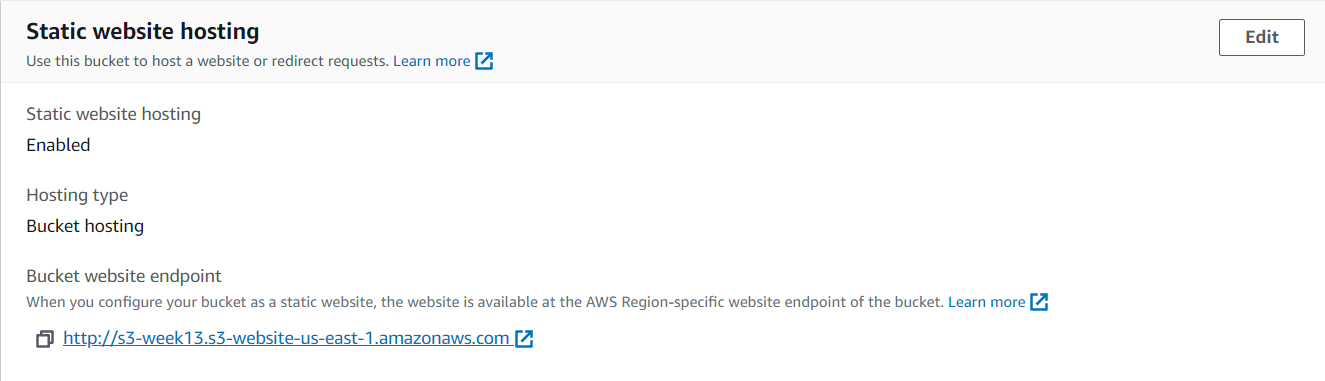 Static website hosting
Edit
Use this bucket to host a website or redirect requests. Learn more
Static website hosting
Enabled
Hosting type
Bucket hosting
Bucket website endpoint
When you configure your bucket as a static website, the website is available at the AWS Region-specific website endpoint of the bucket. Learn more
http://s3-week13.s3-website-us-east-1.amazonaws.com